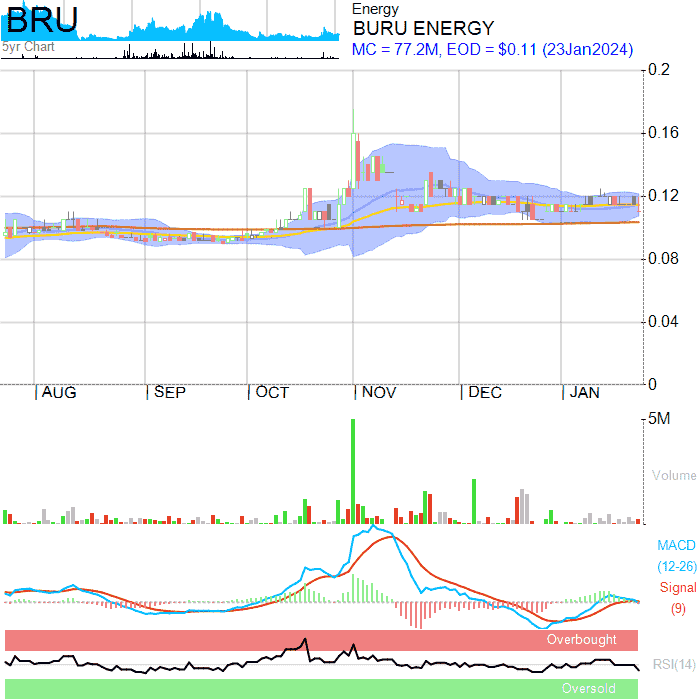 BRU
5yr Chart
Energy
BURU ENERGY
MC = 77.2M, EOD = $0.11 (23Jan2024)
0.2
0.16
0.12
0.08
0.04
0
AUG SEP OCT NOV DEC JAN
5M
Volume
MACD
(12-26)
Signal
(9)
Overbought
RSI(14)
Oversold